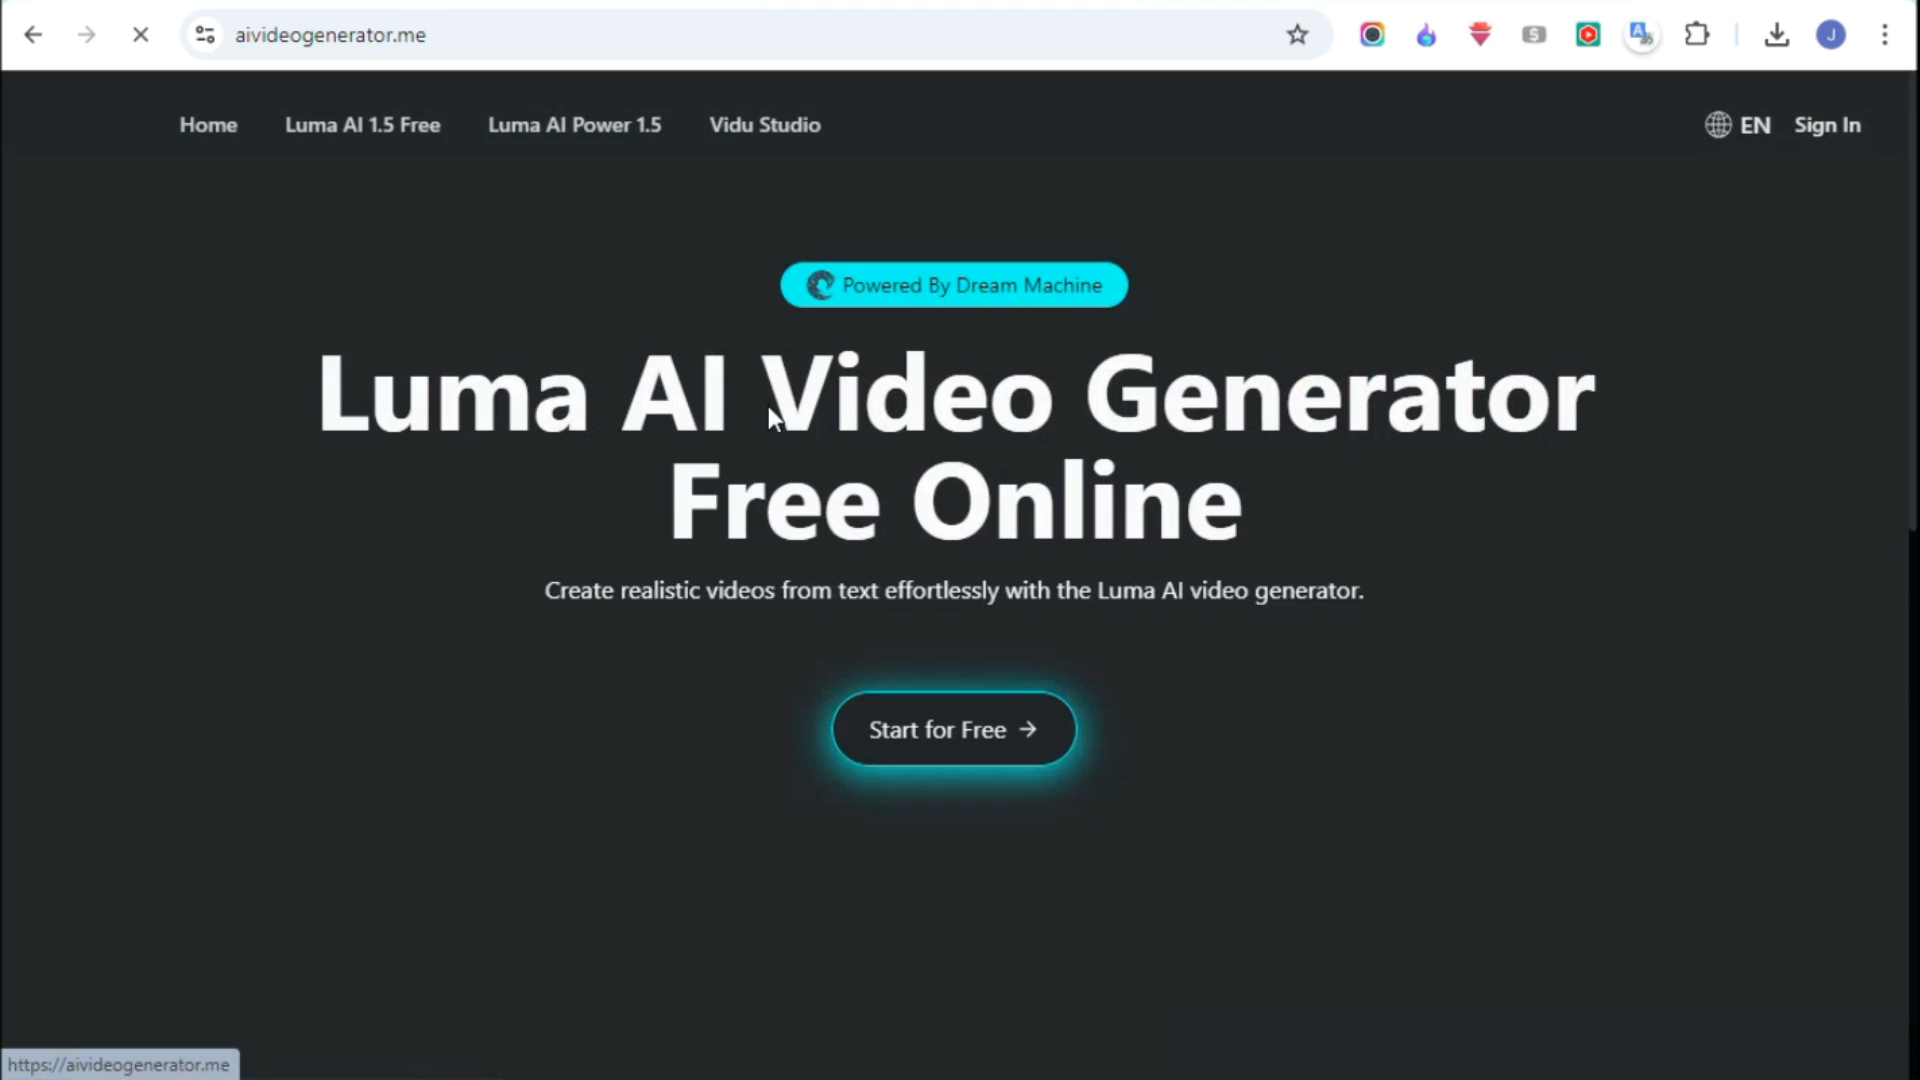 aivideogenerator.me
J
Home
Luma AI 1.5 Free
Luma AI Power 1.5
Vidu Studio
EN
Sign In
Powered By Dream Machine
Luma AI Video Generator
Free Online
Create realistic videos from text effortlessly with the Luma AI video generator.
Start for Free →
https://aivideogenerator.me